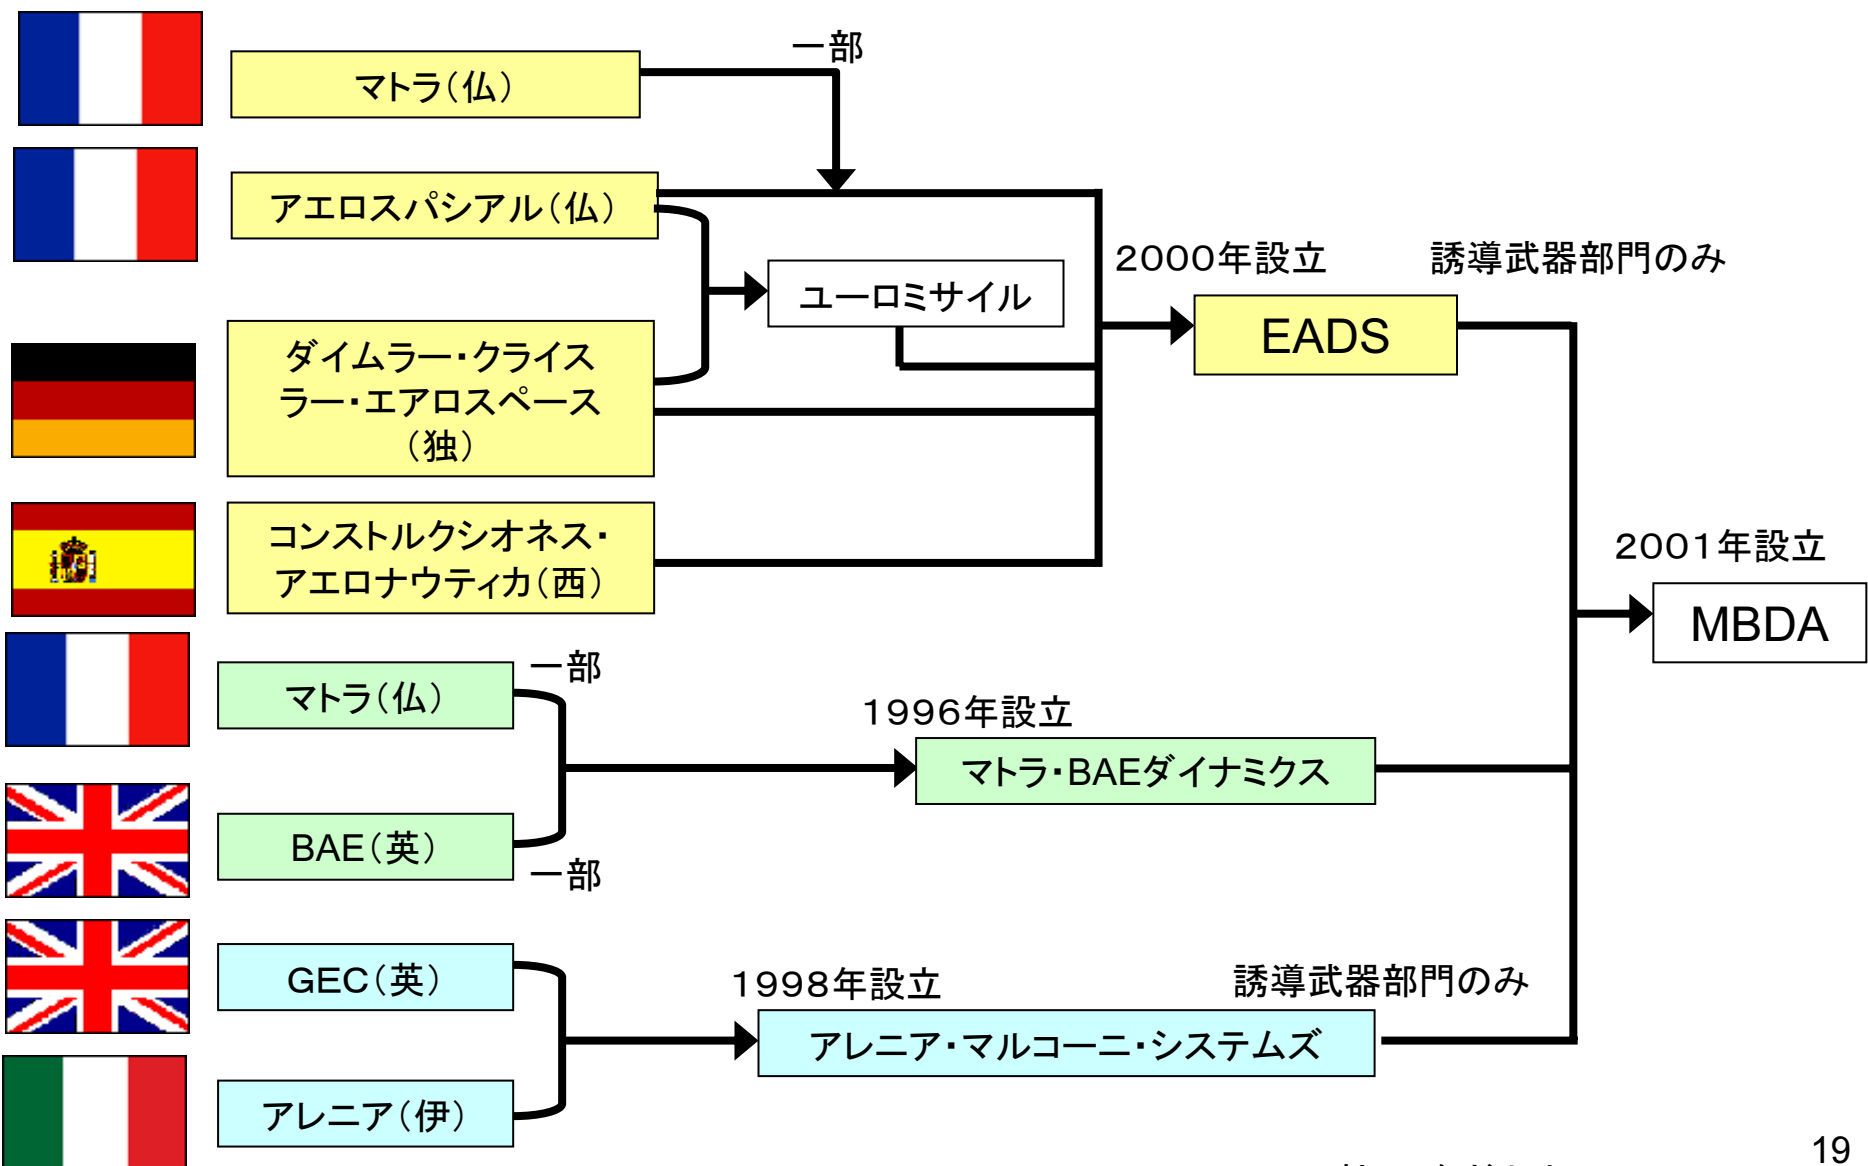 一部
マトラ（仏）
アエロスパシアル（仏）
ユーロミサイル
2000年設立
誘導武器部門のみ
EADS
ダイムラー・クライス
ラー・エアロスペース
（独）
コンストルクシオネス・
アエロナウティカ（西）
2001年設立
MBDA
一部
マトラ（仏）
1996年設立
マトラ・BAEダイナミクス
BAE（英）
一部
GEC（英）
1998年設立
誘導武器部門のみ
アレニア・マルコーニ・システムズ
アレニア（伊）
19